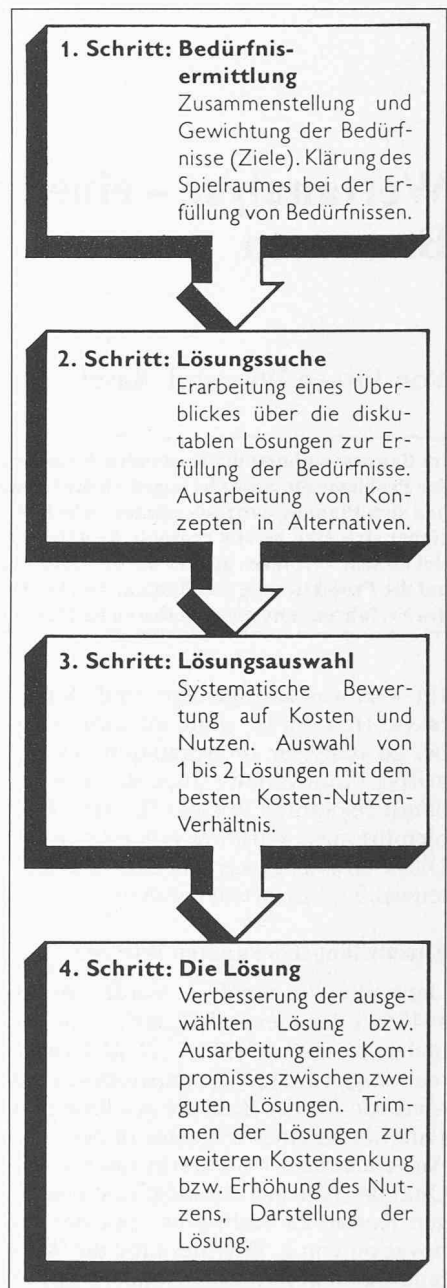 1. Schritt: Bedürfnis-
ermittlung
Zusammenstellung und
Gewichtung der Bedürf-
nisse (Ziele). Klärung des
Spielraumes bei der Er-
füllung von Bedürfnissen.
2. Schritt: Lösungssuche
Erarbeitung eines Über-
blickes über die disku-
tablen Lösungen zur Er-
füllung der Bedürfnisse.
Ausarbeitung von Kon-
zepten in Alternativen.
3. Schritt: Lösungsauswahl
Systematische Bewer-
tung auf Kosten und
Nutzen. Auswahl von
1 bis 2 Lösungen mit dem
besten Kosten-Nutzen-
Verhältnis.
4. Schritt: Die Lösung
Verbesserung der ausge-
wählten Lösung bzw.
Ausarbeitung eines Kom-
promisses zwischen zwei
guten Lösungen. Trim-
men der Lösungen zur
weiteren Kostensenkung
bzw. Erhöhung des Nut-
zens, Darstellung der
Lösung.